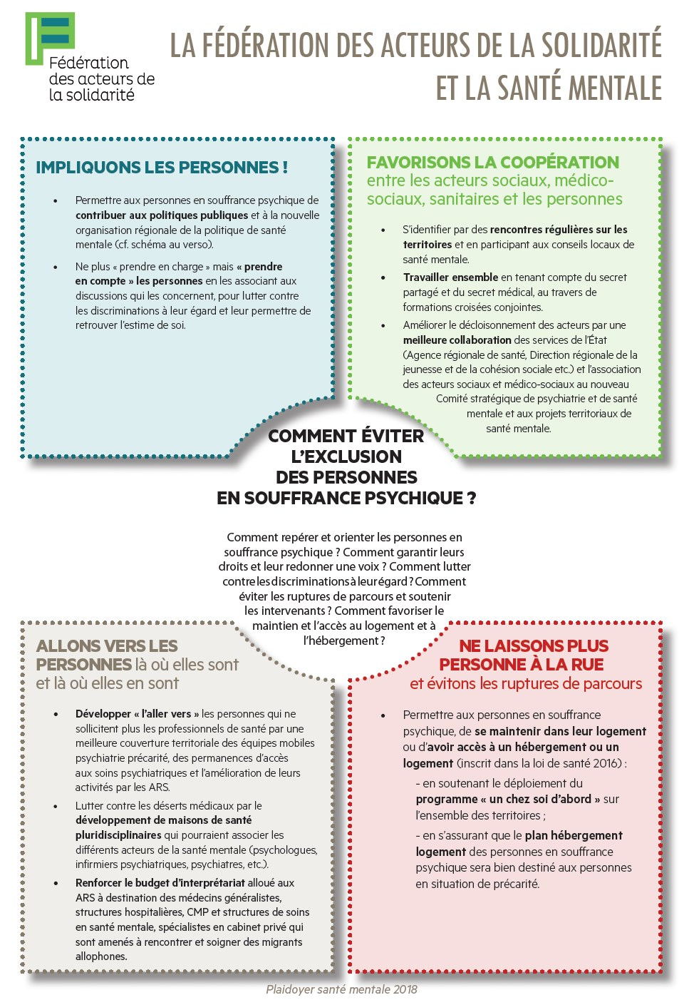 Fédération
des acteurs de
la solidarité
LA FÉDÉRATION DES ACTEURS DE LA SOLIDARITÉ
ET LA SANTÉ MENTALE
IMPLIQUONS LES PERSONNES !
• Permettre aux personnes en souffrance psychique de
contribuer aux politiques publiques et à la nouvelle
organisation régionale de la politique de santé
mentale (cf. schéma au verso).
• Ne plus « prendre en charge » mais « prendre
en compte » les personnes en les associant aux
discussions qui les concernent, pour lutter contre
les discriminations à leur égard et leur permettre de
retrouver l'estime de soi.
FAVORISONS LA COOPÉRATION
entre les acteurs sociaux, médico-
sociaux, sanitaires et les personnes
• S'identifier par des rencontres régulières sur les
territoires et en participant aux conseils locaux de
santé mentale.
• Travailler ensemble en tenant compte du secret
partagé et du secret médical, au travers de
formations croisées conjointes.
• Améliorer le décloisonnement des acteurs par une
meilleure collaboration des services de l'État
(Agence régionale de santé, Direction régionale de la
jeunesse et de la cohésion sociale etc.) et l'association
des acteurs sociaux et médico-sociaux au nouveau
Comité stratégique de psychiatrie et de santé
mentale et aux projets territoriaux de
santé mentale.
COMMENT ÉVITER
L'EXCLUSION
DES PERSONNES
EN SOUFFRANCE PSYCHIQUE ?
Comment repérer et orienter les personnes en
souffrance psychique ? Comment garantir leurs
droits et leur redonner une voix ? Comment lutter
contre les discriminations à leur égard ? Comment
éviter les ruptures de parcours et soutenir
les intervenants ? Comment favoriser le
maintien et l'accès au logement et à
l'hébergement ?
ALLONS VERS LES
PERSONNES là où elles sont
et là où elles en sont
• Développer « l'aller vers » les personnes qui ne
sollicitent plus les professionnels de santé par une
meilleure couverture territoriale des équipes mobiles
psychiatrie précarité, des permanences d'accès
aux soins psychiatriques et l'amélioration de leurs
activités par les ARS.
• Lutter contre les déserts médicaux par le
développement de maisons de santé
pluridisciplinaires qui pourraient associer les
différents acteurs de la santé mentale (psychologues,
infirmiers psychiatriques, psychiatres, etc.).
• Renforcer le budget d'interprétariat alloué aux
ARS à destination des médecins généralistes,
structures hospitalières, CMP et structures de soins
en santé mentale, spécialistes en cabinet privé qui
sont amenés à rencontrer et soigner des migrants
allophones.
NE LAISSONS PLUS
PERSONNE À LA RUE
et évitons les ruptures de parcours
• Permettre aux personnes en souffrance
psychique, de se maintenir dans leur logement
ou d'avoir accès à un hébergement ou un
logement (inscrit dans la loi de santé 2016) :
- en soutenant le déploiement du
programme « un chez soi d'abord » sur
l'ensemble des territoires ;
- en s'assurant que le plan hébergement
logement des personnes en souffrance
psychique sera bien destiné aux personnes
en situation de précarité.
Plaidoyer santé mentale 2018